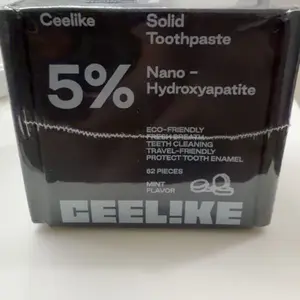 Ceelike Solid
Toothpaste
5% Nano -
Hydroxyapatite
ECO-FRIENDLY
FRESH BREATH
TEETH CLEANING
TRAVEL-FRIENDLY
PROTECT TOOTH ENAMEL
62 PIECES
MINT
FLAVOR
CEEL!KE